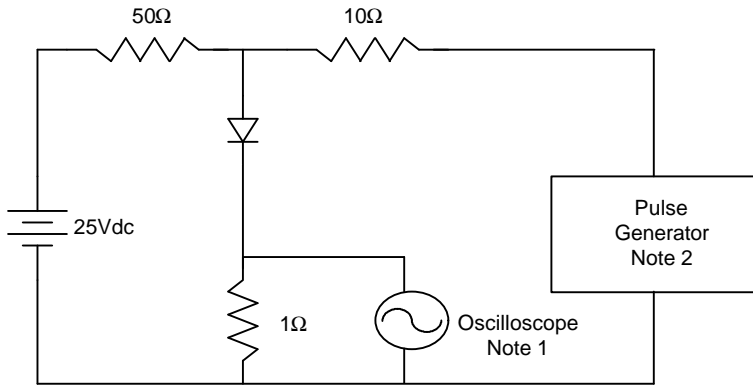 50Ω
10Ω
25Vdc
Pulse
Generator
Note 2
1Ω
Oscilloscope
Note 1